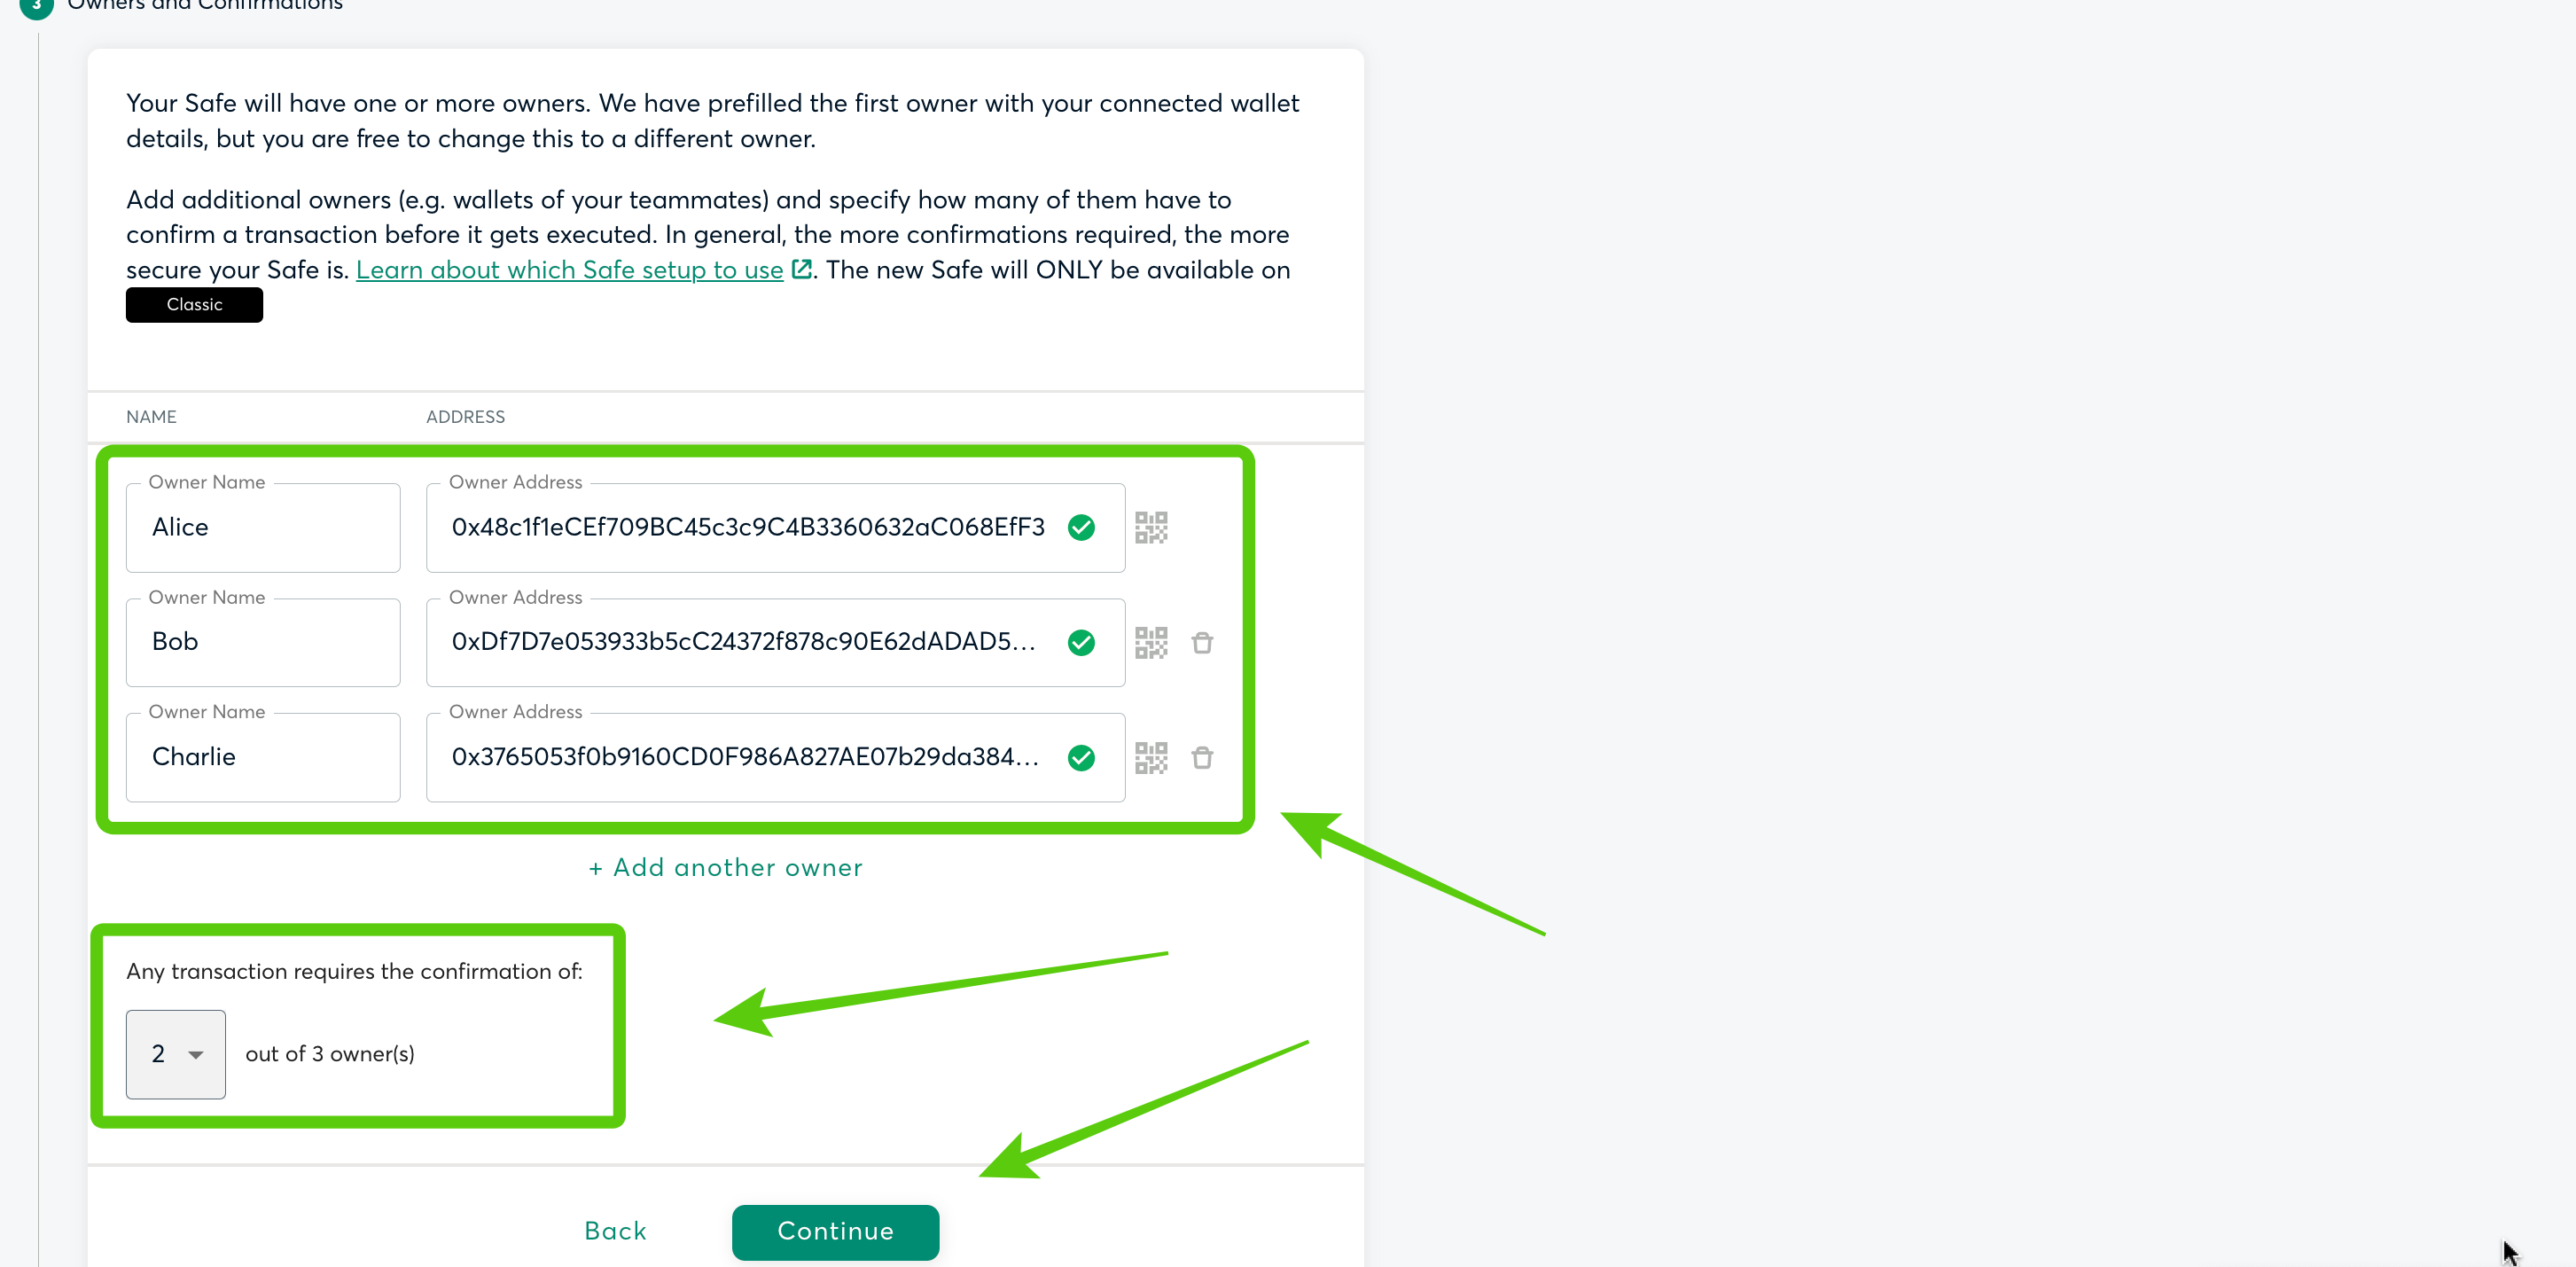 3 Owners and Confirmations
Your Safe will have one or more owners. We have prefilled the first owner with your connected wallet
details, but you are free to change this to a different owner.
Add additional owners (e.g. wallets of your teammates) and specify how many of them have to
confirm a transaction before it gets executed. In general, the more confirmations required, the more
secure your Safe is. Learn about which Safe setup to use. The new Safe will ONLY be available on
Classic
NAME ADDRESS
Owner Name Owner Address
Alice 0x48c1f1eCEf709BC45c3c9C4B3360632aC068EfF3
Owner Name Owner Address
Bob 0xDf7D7e053933b5cC24372f878c90E62dADAD5...
Owner Name Owner Address
Charlie 0x3765053f0b9160CD0F986A827AE07b29da384...
+ Add another owner
Any transaction requires the confirmation of:
2 out of 3 owner(s)
Back Continue